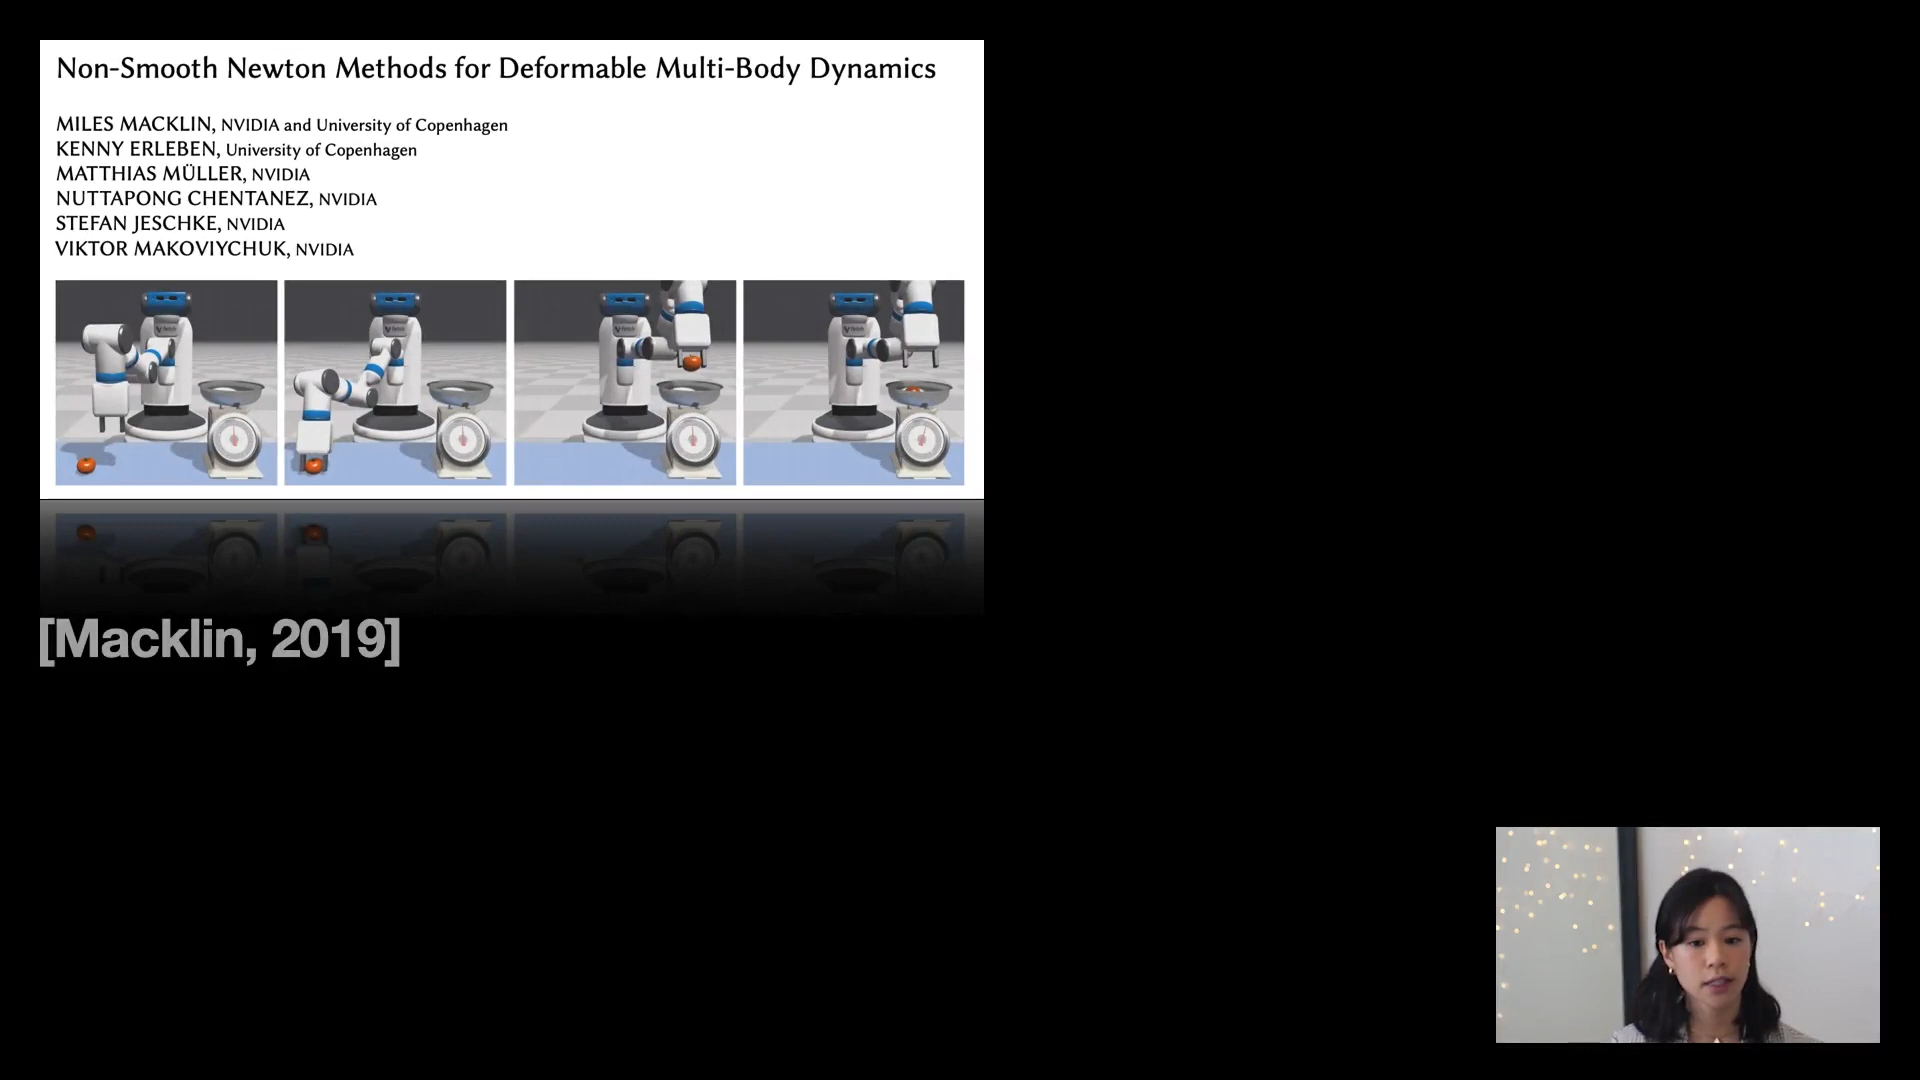 Non-Smooth Newton Methods for Deformable Multi-Body Dynamics
MILES MACKLIN, NVIDIA and University of Copenhagen
KENNY ERLEBEN, University of Copenhagen
MATTHIAS MÜLLER, NVIDIA
NUTTAPONG CHENTANEZ, NVIDIA
STEFAN JESCHKE, NVIDIA
VIKTOR MAKOVIYCHUK, NVIDIA
[Macklin, 2019]